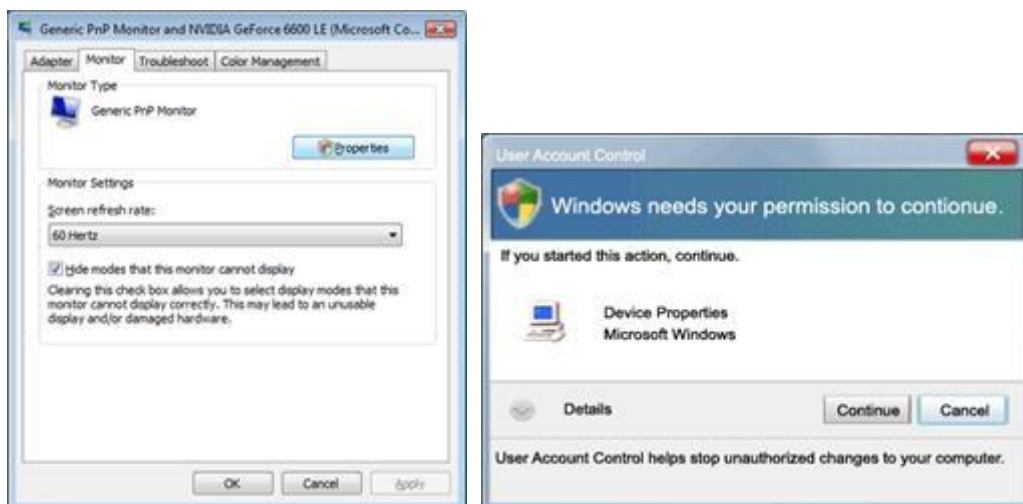 Generic PnP Monitor and NVIDIA GeForce 6600 LE (Microsoft Co...
Adapter Monitor Troubleshoot Color Management
Monitor Type
Generic PnP Monitor
Properties
Monitor Settings
Screen refresh rate:
60 Hertz
Hide modes that this monitor cannot display
Clearing this check box allows you to select display modes that this
monitor cannot display correctly. This may lead to an unusable
display and/or damaged hardware.
OK Cancel Apply
User Account Control
Windows needs your permission to contionue.
If you started this action, continue.
Device Properties
Microsoft Windows
Details Continue Cancel
User Account Control helps stop unauthorized changes to your computer.